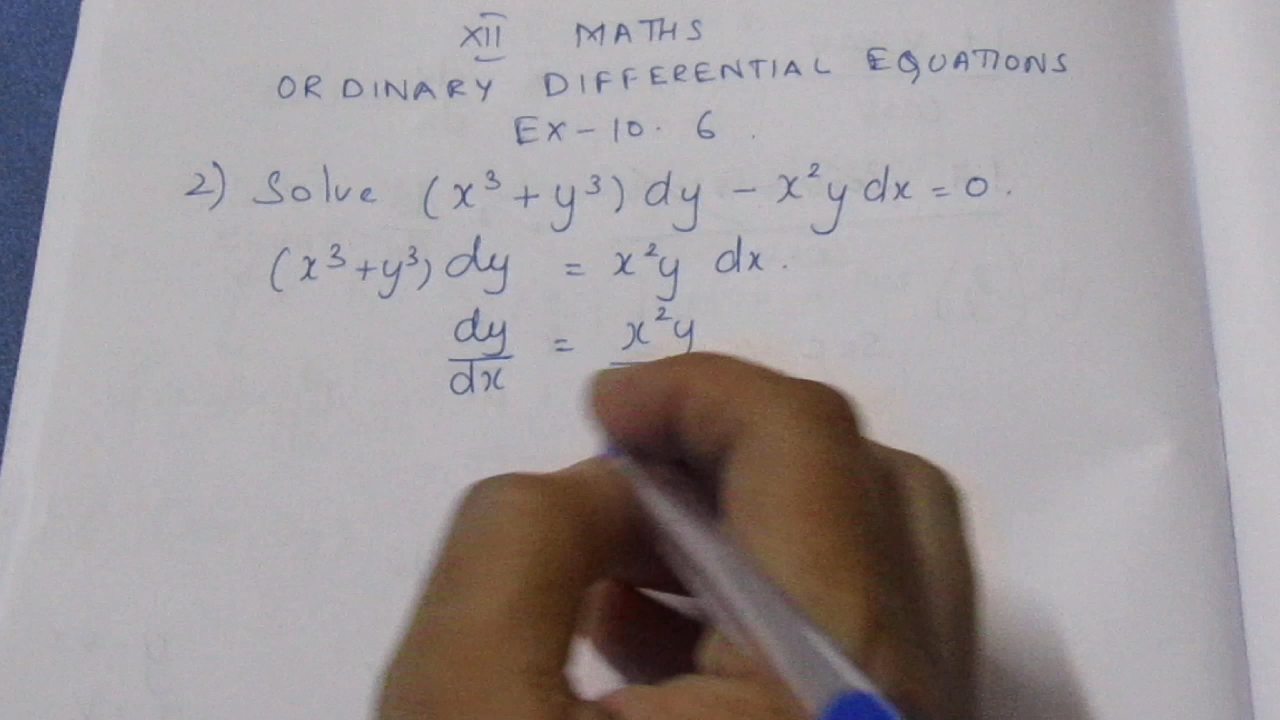 XII MATHS
ORDINARY DIFFERENTIAL EQUATIONS
EX - 10.6.
2) Solve (x³ + y³) dy - x²y dx = 0.
(x³ + y³) dy = x²y dx.
dy/dx = x²y